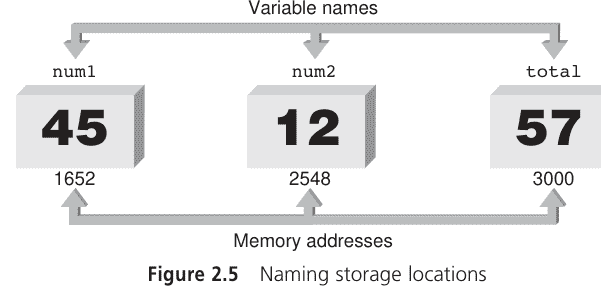 Variable names
num1 num2 total
45 12 57
1652 2548 3000
Memory addresses
Figure 2.5 Naming storage locations